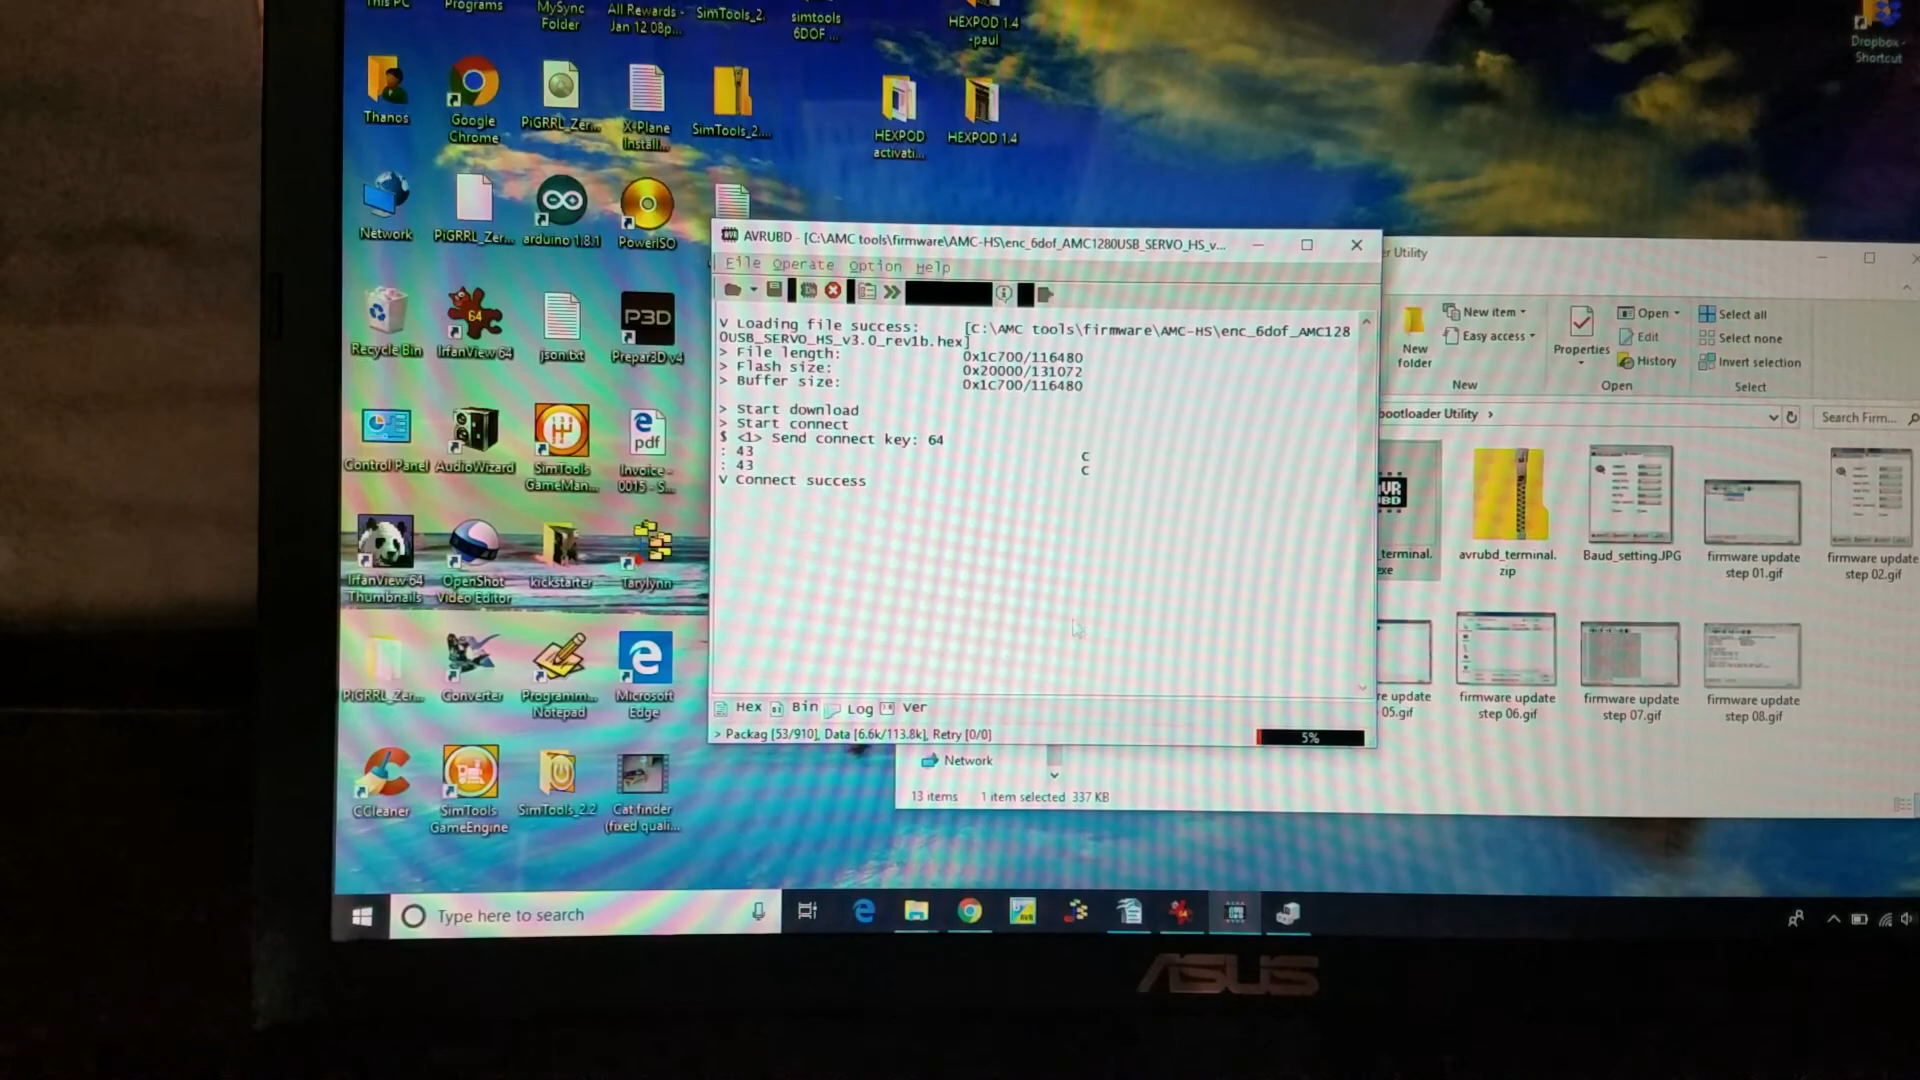 This PC
Programs
MySync
Folder
All Rewards -
Jan 12 08p...
SimTools_2.
simtools
6DOF ...
HEXPOD 1.4
-paul
Dropbox -
Shortcut
Thanos
Google
Chrome
PiGRRL_Zer...
X-Plane
Install...
SimTools_2....
HEXPOD
activati...
HEXPOD 1.4
Network
PiGRRL_Zer...
arduino 1.8.1
PowerISO
Recycle Bin
64
IrfanView 64
json.txt
P3D
Prepar3D v4
Control Panel
AudioWizard
SimTools
GameMan...
pdf
Invoice -
0015 - S...
IrfanView 64
Thumbnails
OpenShot
Video Editor
kickstarter
Tarylynn
PiGRRL_Zer...
Converter
Programm...
Notepad
Microsoft
Edge
CCleaner
SimTools
GameEngine
SimTools_2.2
Cat finder
(fixed quali...
AVRUBD - [C:\AMC tools\firmware\AMC-HS\enc_6dof_AMC1280USB_SERVO_HS_v...
File Operate Option Help
V Loading file success: [C:\AMC tools\firmware\AMC-HS\enc_6dof_AMC128
0USB_SERVO_HS_v3.0_rev1b.hex]
> File length: 0x1C700/116480
> Flash size: 0x20000/131072
> Buffer size: 0x1C700/116480
> Start download
> Start connect
$ <1> Send connect key: 64
: 43 C
: 43 C
V Connect success
Hex Bin Log Ver
> Packag [53/910], Data [6.6k/113.8k], Retry [0/0]
5%
er Utility
New
folder
New item
Easy access
New
Properties
Open
Edit
History
Open
Select all
Select none
Invert selection
Select
bootloader Utility >
Search Firm...
VR
BD
terminal.
exe
avrubd_terminal.
zip
Baud_setting.JPG
firmware update
step 01.gif
firmware update
step 02.gif
re update
05.gif
firmware update
step 06.gif
firmware update
step 07.gif
firmware update
step 08.gif
Network
13 items 1 item selected 337 KB
Type here to search
ASUS